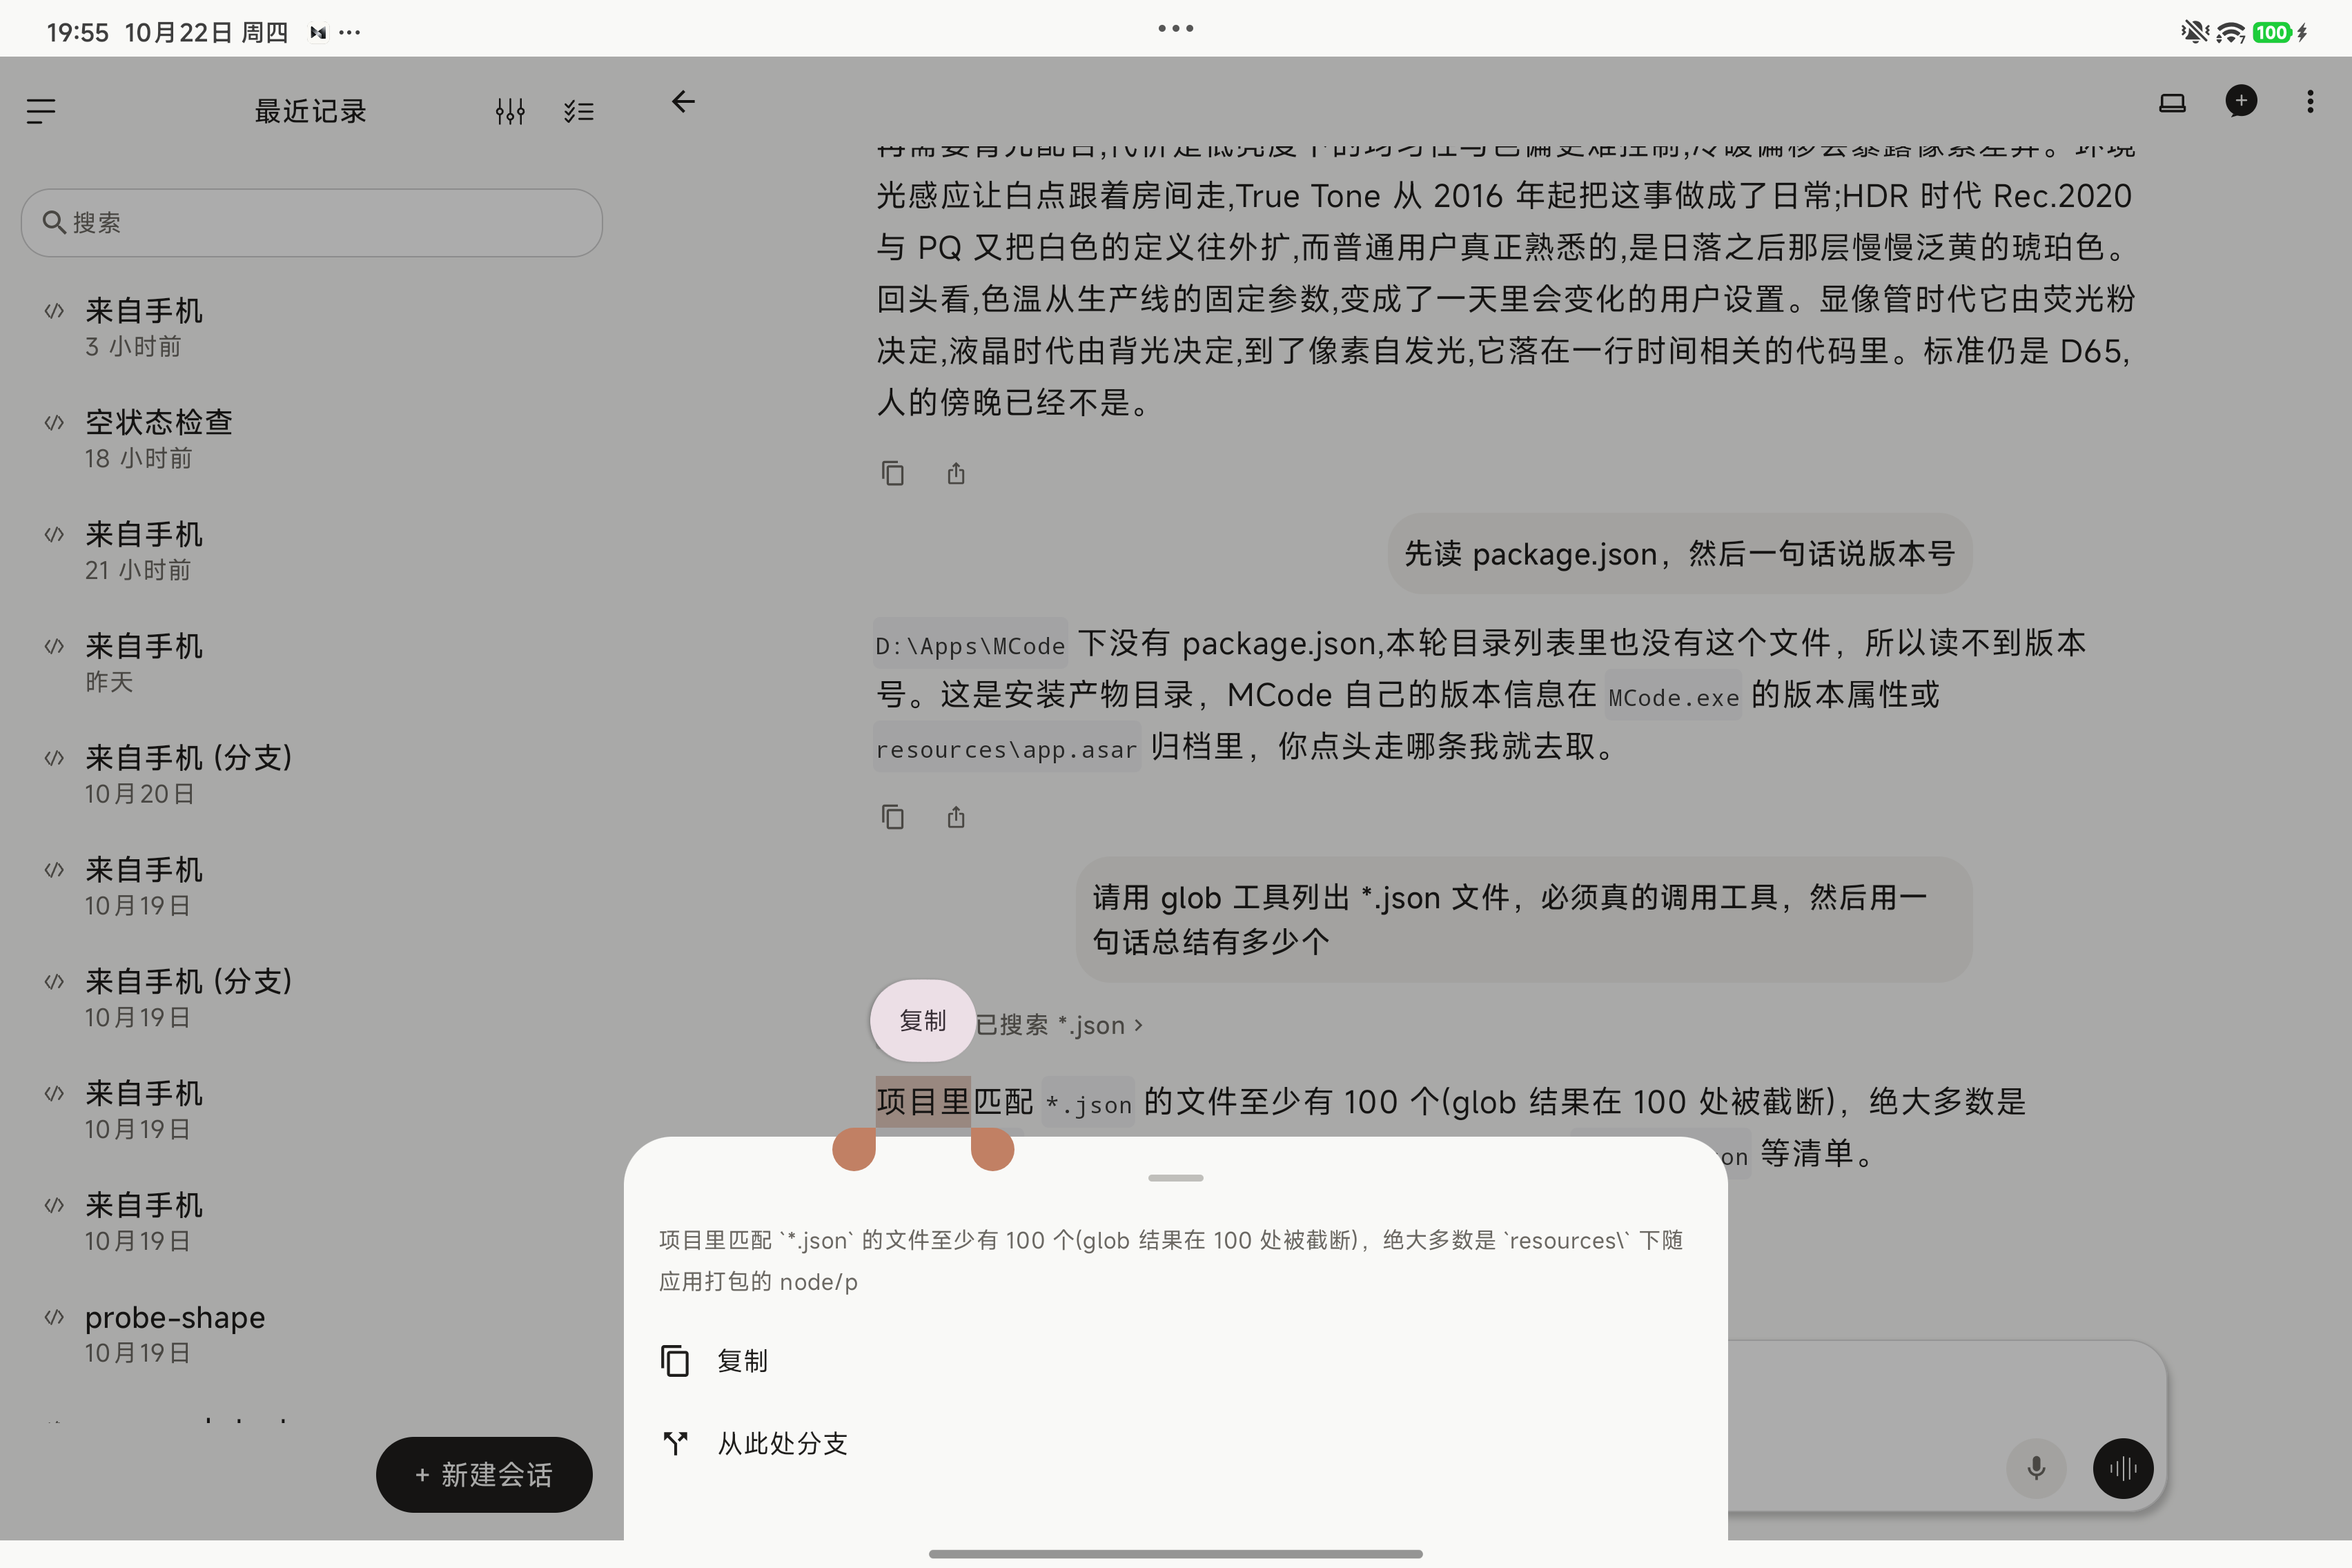 19:55 10月22日 周四
100
最近记录
搜索
来自手机
3 小时前
空状态检查
18 小时前
来自手机
21 小时前
来自手机
昨天
来自手机 (分支)
10月20日
来自手机
10月19日
来自手机 (分支)
10月19日
来自手机
10月19日
来自手机
10月19日
probe-shape
10月19日
+ 新建会话
光感应让白点跟着房间走,True Tone 从 2016 年起把这事做成了日常;HDR 时代 Rec.2020
与 PQ 又把白色的定义往外扩,而普通用户真正熟悉的,是日落之后那层慢慢泛黄的琥珀色。
回头看,色温从生产线的固定参数,变成了一天里会变化的用户设置。显像管时代它由荧光粉
决定,液晶时代由背光决定,到了像素自发光,它落在一行时间相关的代码里。标准仍是 D65,
人的傍晚已经不是。
先读 package.json，然后一句话说版本号
D:\Apps\MCode 下没有 package.json,本轮目录列表里也没有这个文件，所以读不到版本
号。这是安装产物目录，MCode 自己的版本信息在 MCode.exe 的版本属性或
resources\app.asar 归档里，你点头走哪条我就去取。
请用 glob 工具列出 *.json 文件，必须真的调用工具，然后用一
句话总结有多少个
复制
已搜索 *.json ›
项目里匹配 *.json 的文件至少有 100 个(glob 结果在 100 处被截断)，绝大多数是
on 等清单。
项目里匹配 `*.json` 的文件至少有 100 个(glob 结果在 100 处被截断)，绝大多数是 `resources\` 下随
应用打包的 node/p
复制
从此处分支